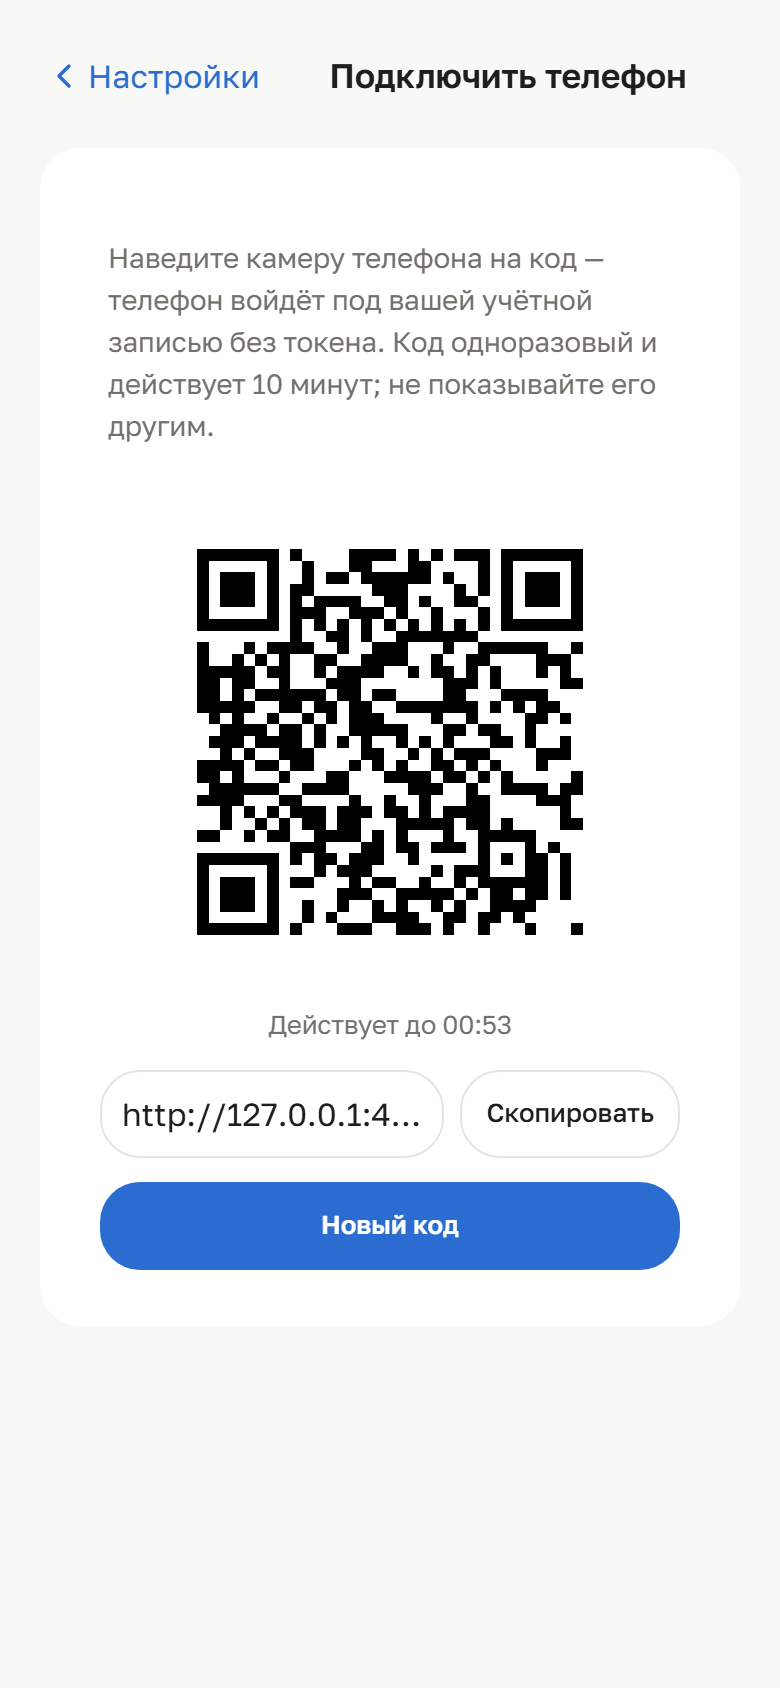 Настройки
Подключить телефон
Наведите камеру телефона на код —
телефон войдёт под вашей учётной
записью без токена. Код одноразовый и
действует 10 минут; не показывайте его
другим.
Действует до 00:53
http://127.0.0.1:4...
Скопировать
Новый код